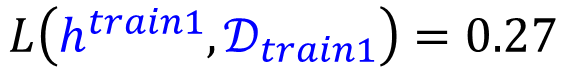 L(h^{train1}, 𝒟_{train1}) = 0.27